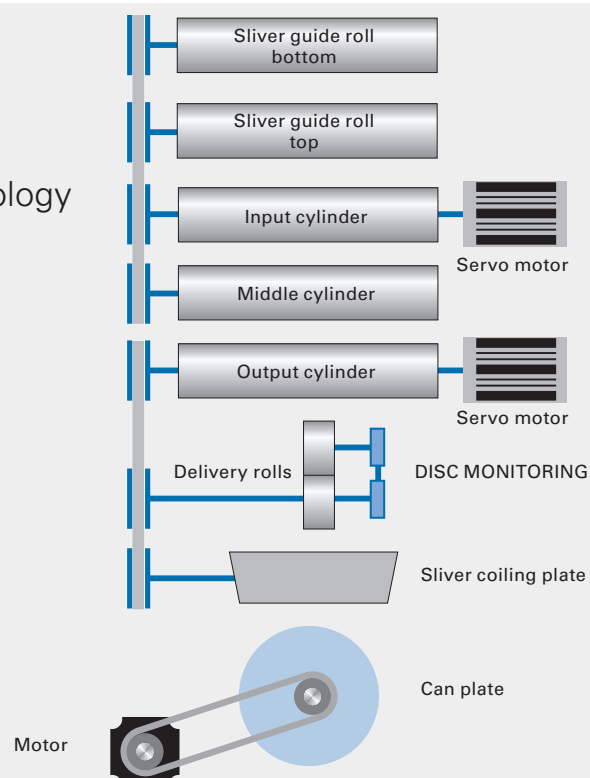 Sliver guide roll
bottom
Sliver guide roll
top
Input cylinder
Servo motor
Middle cylinder
Output cylinder
Servo motor
Delivery rolls
DISC MONITORING
Sliver coiling plate
Can plate
Motor